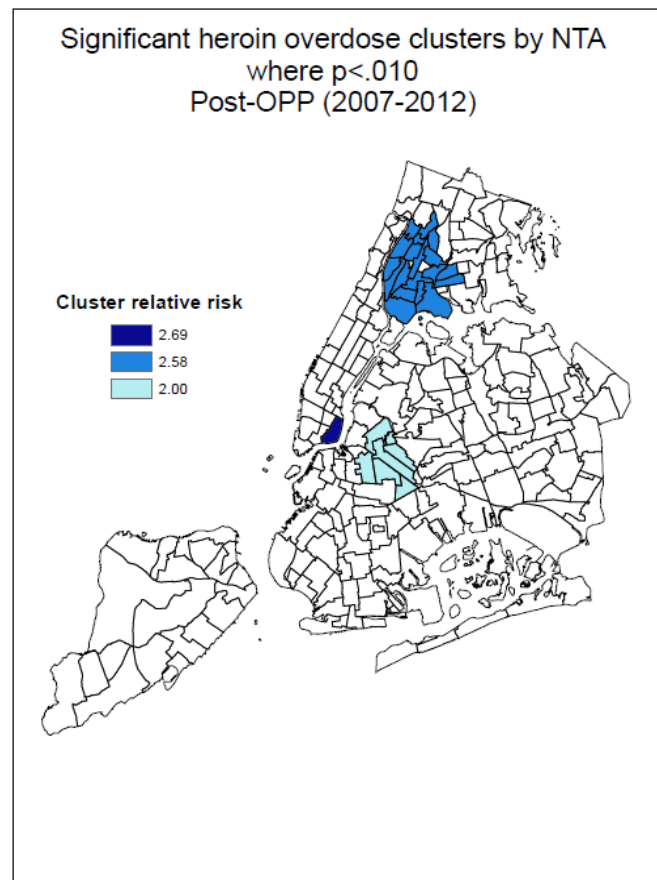 Significant heroin overdose clusters by NTA
where p<.010
Post-OPP (2007-2012)
Cluster relative risk
2.69
2.58
2.00